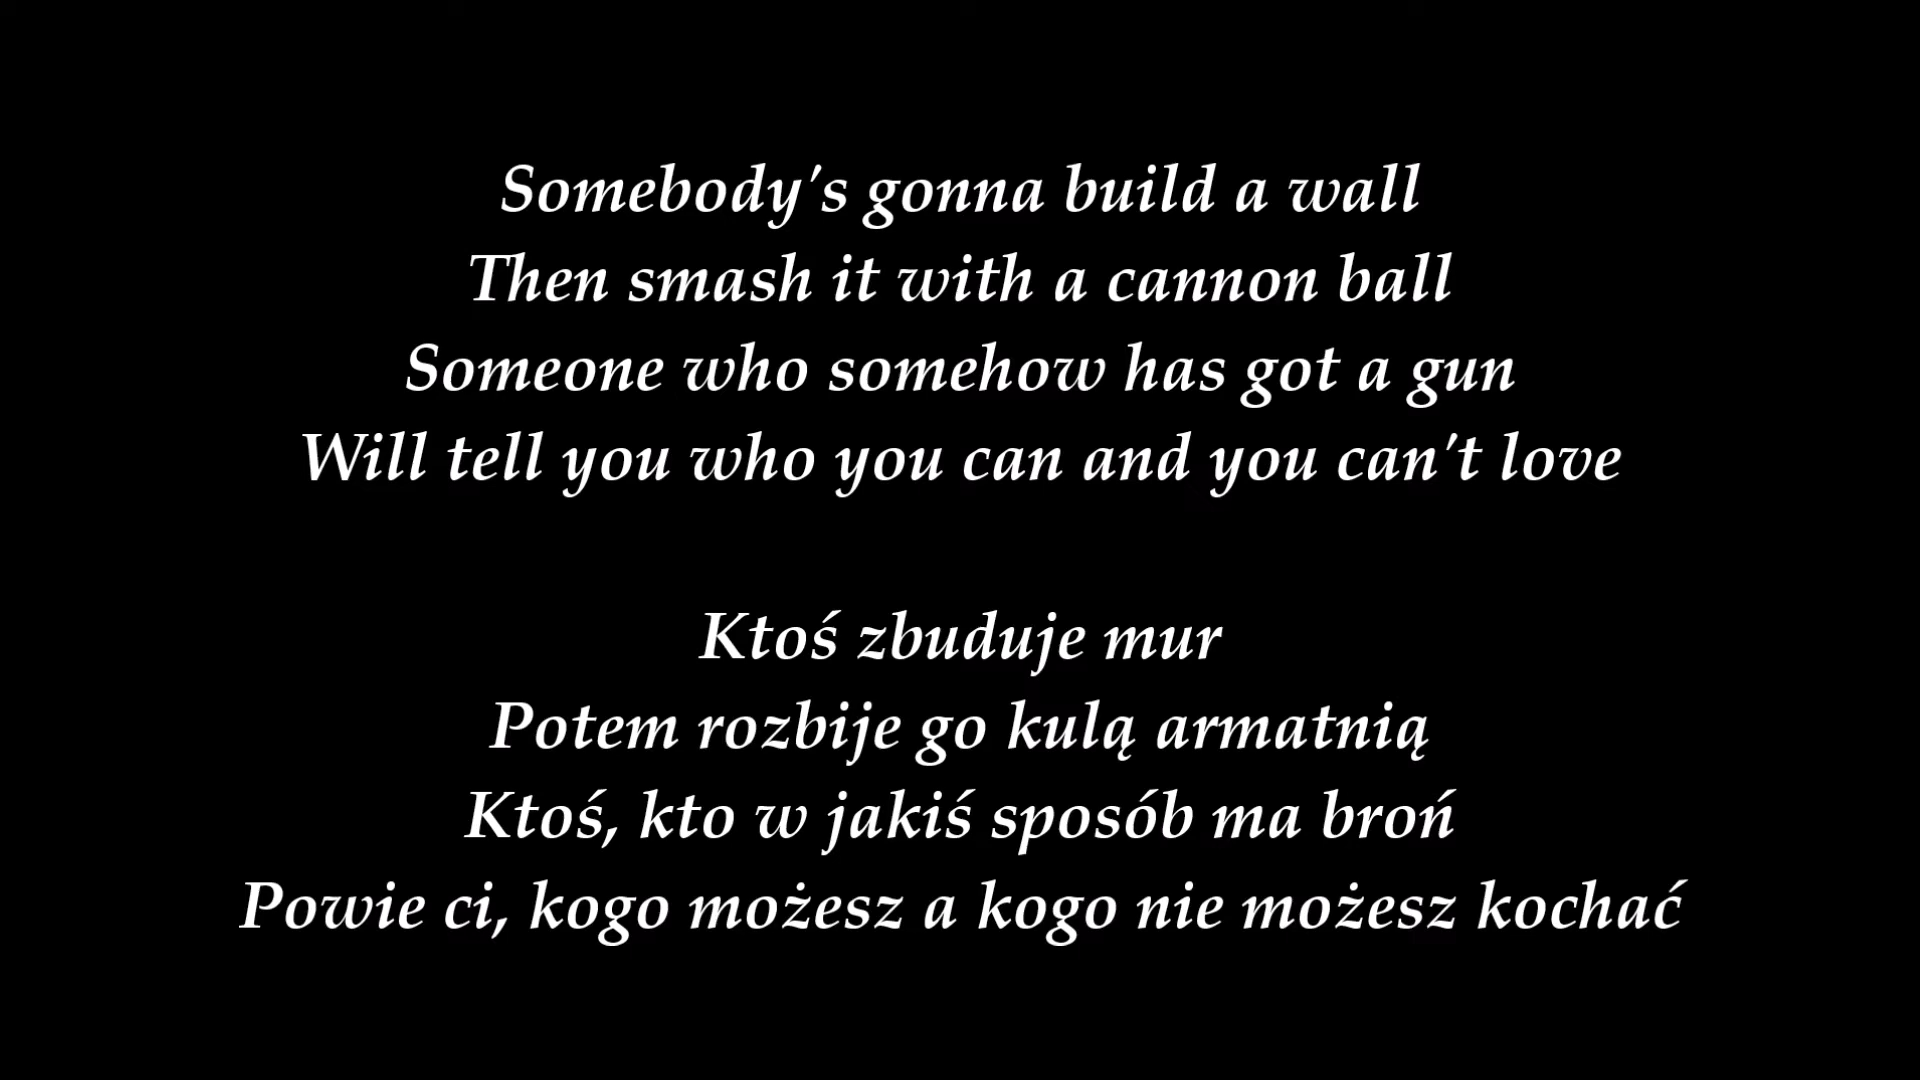 Somebody's gonna build a wall
Then smash it with a cannon ball
Someone who somehow has got a gun
Will tell you who you can and you can't love
Ktoś zbuduje mur
Potem rozbije go kulą armatnią
Ktoś, kto w jakiś sposób ma broń
Powie ci, kogo możesz a kogo nie możesz kochać